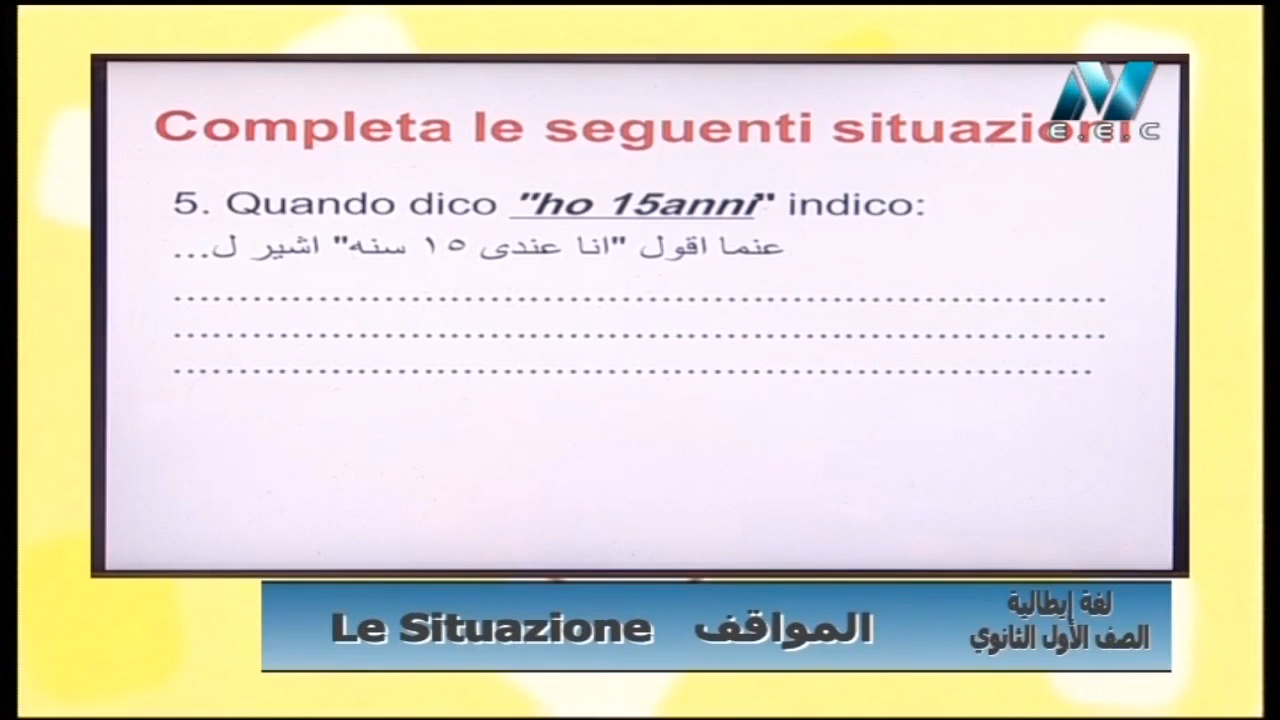 Completa le seguenti situazioni
E.E.C
5. Quando dico "ho 15anni" indico:
عنما اقول "انا عندى ١٥ سنه" اشير ل...
........................................................................
........................................................................
.......................................................................
لغة إيطالية
Le Situazione المواقف
الصف الأول الثانوي